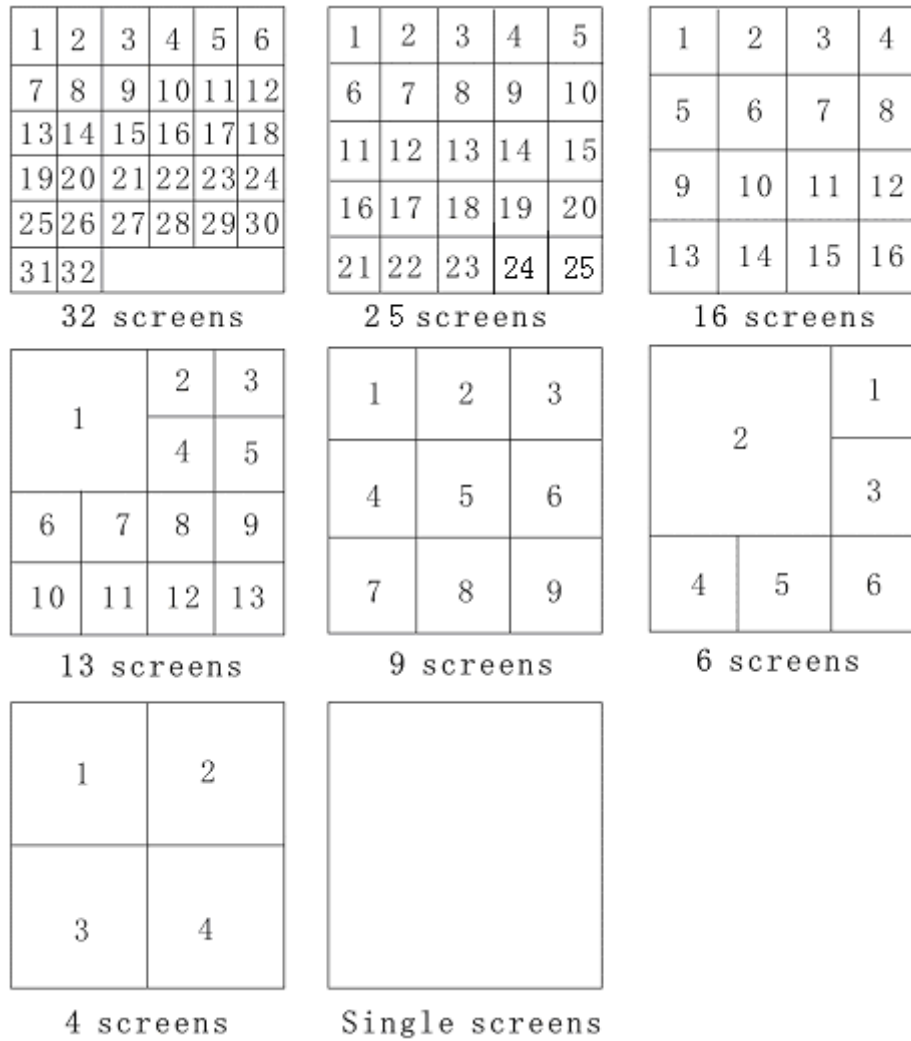 1 2 3 4 5 6
7 8 9 10 11 12
13 14 15 16 17 18
19 20 21 22 23 24
25 26 27 28 29 30
31 32
32 screens
1 2 3 4 5
6 7 8 9 10
11 12 13 14 15
16 17 18 19 20
21 22 23 24 25
25 screens
1 2 3 4
5 6 7 8
9 10 11 12
13 14 15 16
16 screens
1 2 3
4 5
6 7 8 9
10 11 12 13
13 screens
1 2 3
4 5 6
7 8 9
9 screens
1
2
3
4 5 6
6 screens
1 2
3 4
4 screens
Single screens